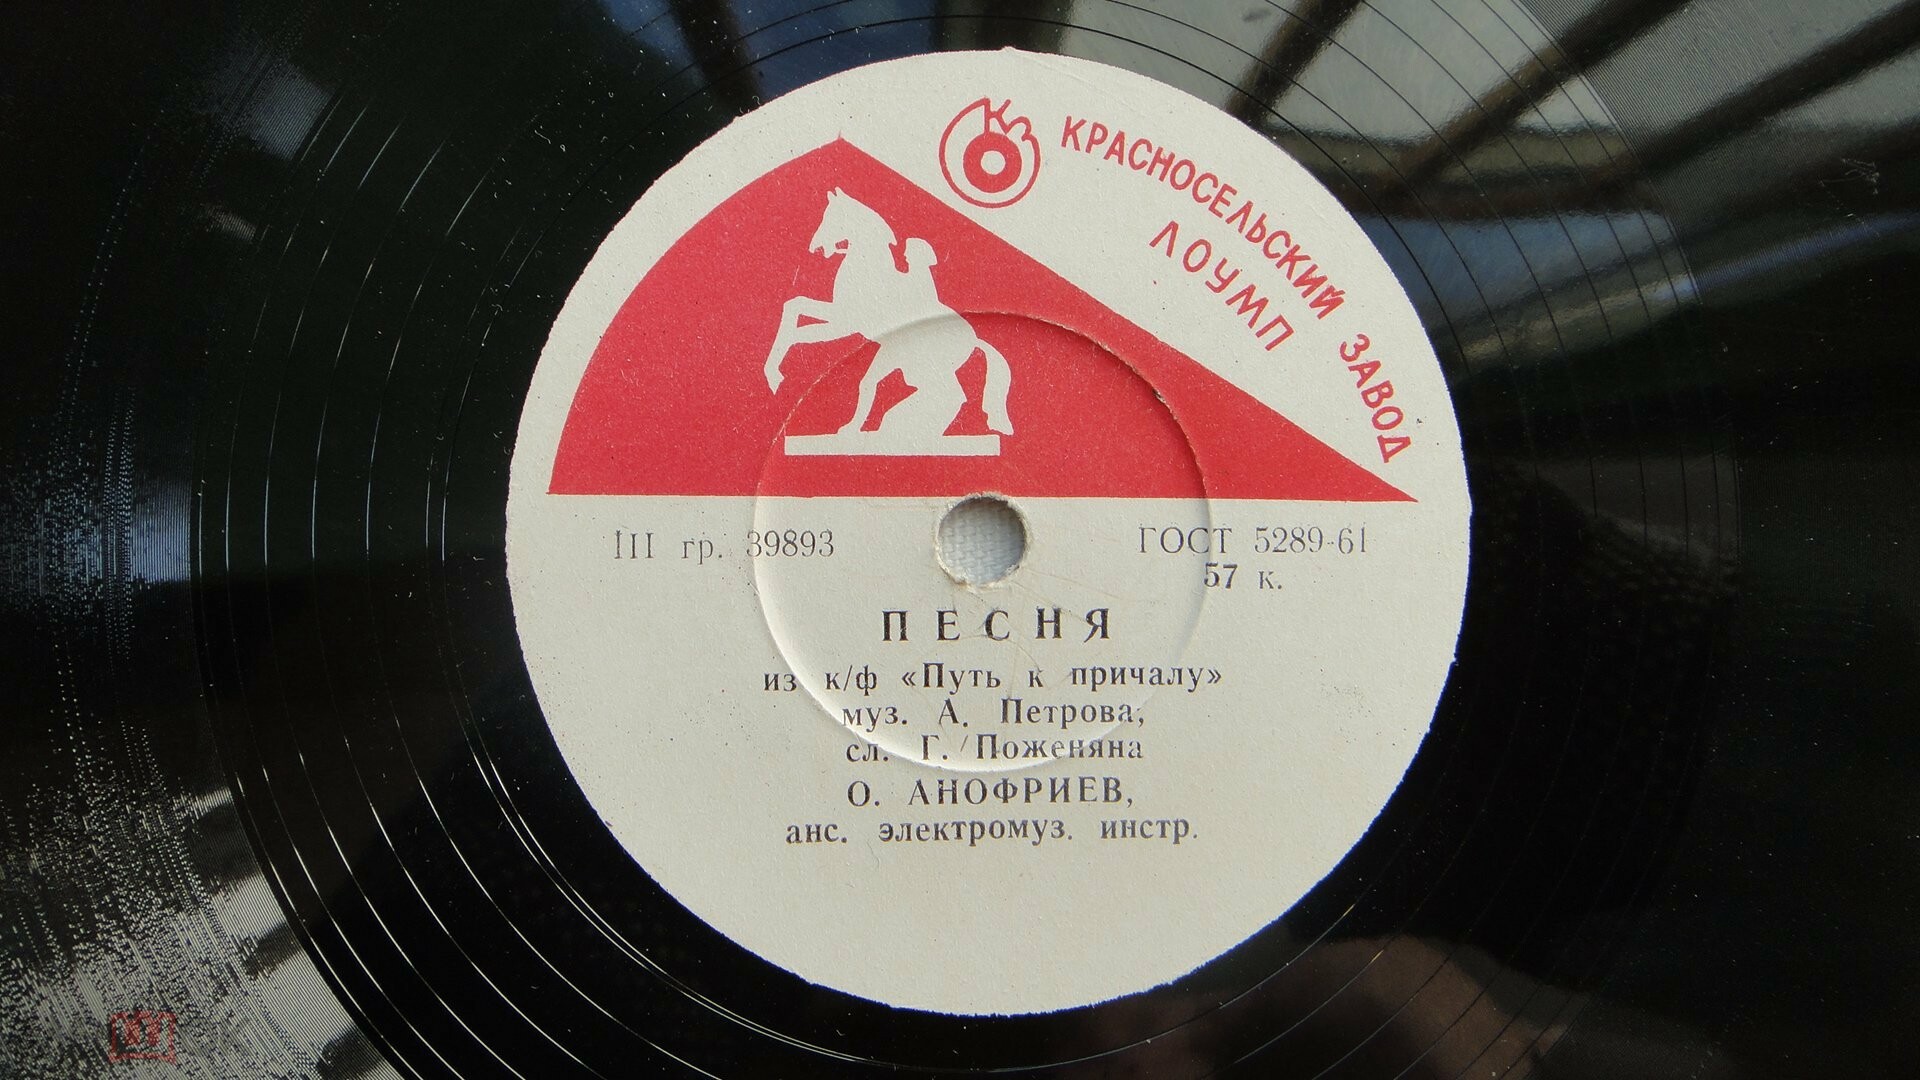 КЗ
КРАСНОСЕЛЬСКИЙ ЗАВОД
ЛОУМП
III гр. 39893
ГОСТ 5289-61
57 к.
ПЕСНЯ
из к/ф «Путь к причалу»
муз. А. Петрова,
сл. Г. Поженяна
О. АНОФРИЕВ,
анс. электромуз. инстр.